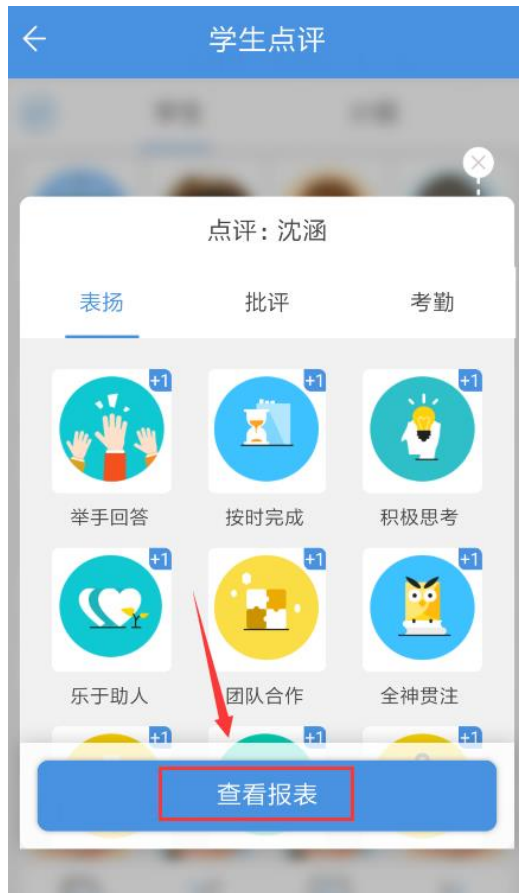 学生点评
点评：沈涵
表扬 批评 考勤
+1 +1 +1
举手回答 按时完成 积极思考
+1 +1 +1
乐于助人 团队合作 全神贯注
+1 +1 +1
查看报表